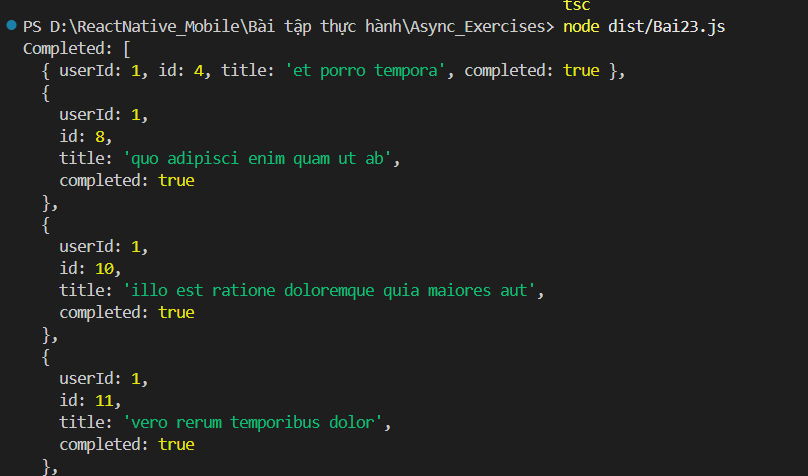 tsc
PS D:\ReactNative_Mobile\Bài tập thực hành\Async_Exercises> node dist/Bai23.js
Completed: [
  { userId: 1, id: 4, title: 'et porro tempora', completed: true },
  {
    userId: 1,
    id: 8,
    title: 'quo adipisci enim quam ut ab',
    completed: true
  },
  {
    userId: 1,
    id: 10,
    title: 'illo est ratione doloremque quia maiores aut',
    completed: true
  },
  {
    userId: 1,
    id: 11,
    title: 'vero rerum temporibus dolor',
    completed: true
  },